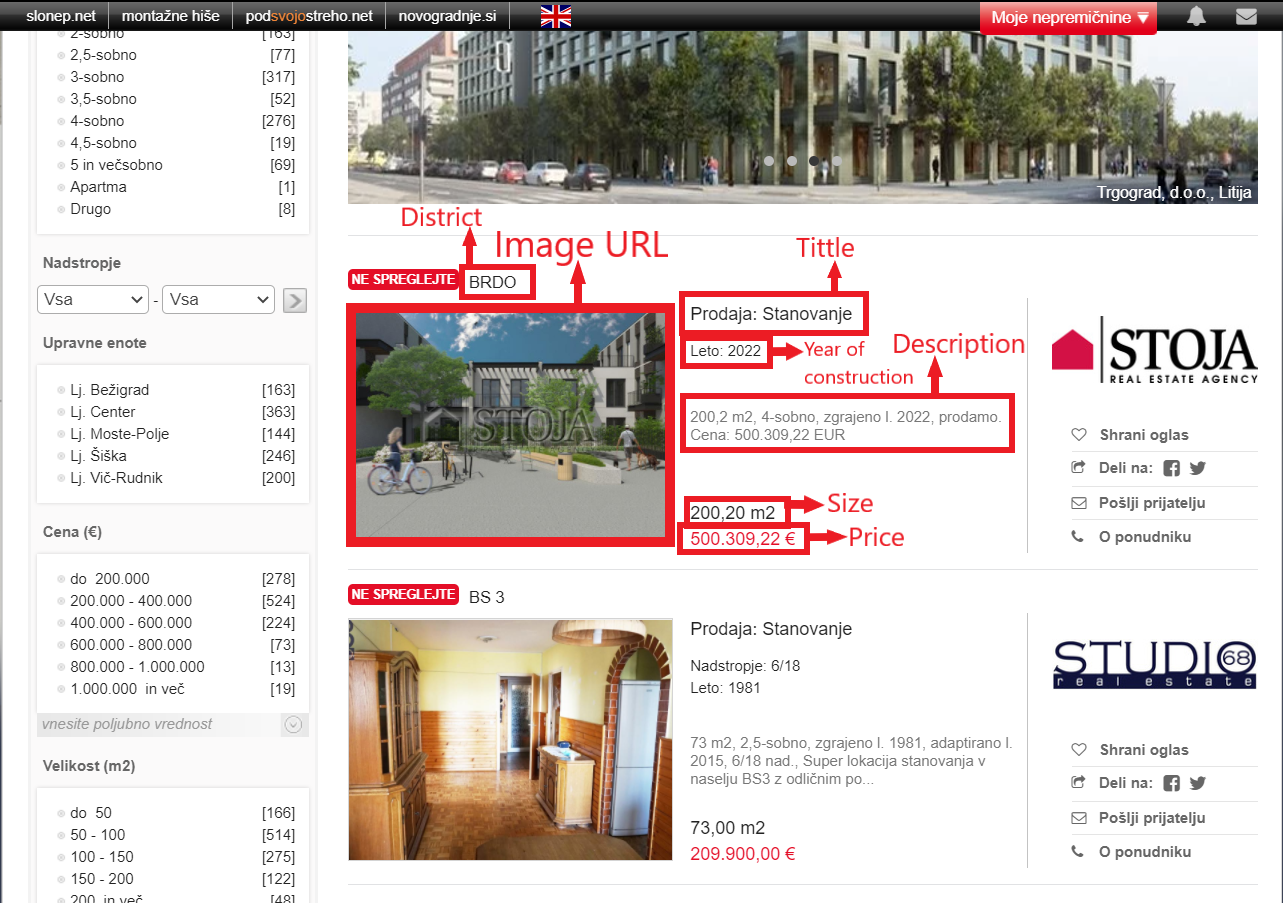 slonep.net
montažne hiše
podsvojostreho.net
novogradnje.si
Moje nepremičnine
2-sobno [163]
2,5-sobno [77]
3-sobno [317]
3,5-sobno [52]
4-sobno [276]
4,5-sobno [19]
5 in večsobno [69]
Apartma [1]
Drugo [8]
Nadstropje
Vsa - Vsa
Upravne enote
Lj. Bežigrad [163]
Lj. Center [363]
Lj. Moste-Polje [144]
Lj. Šiška [246]
Lj. Vič-Rudnik [200]
Cena (€)
do 200.000 [278]
200.000 - 400.000 [524]
400.000 - 600.000 [224]
600.000 - 800.000 [73]
800.000 - 1.000.000 [13]
1.000.000 in več [19]
vnesite poljubno vrednost
Velikost (m2)
do 50 [166]
50 - 100 [514]
100 - 150 [275]
150 - 200 [122]
200 in več [48]
Trgograd, d.o.o., Litija
District
Image URL
Tittle
NE SPREGLEJTE BRDO
Prodaja: Stanovanje
Leto: 2022
Year of
construction
Description
200,2 m2, 4-sobno, zgrajeno l. 2022, prodamo.
Cena: 500.309,22 EUR
200,20 m2
Size
500.309,22 €
Price
STOJA
STOJA
REAL ESTATE AGENCY
Shrani oglas
Deli na:
Pošlji prijatelju
O ponudniku
NE SPREGLEJTE BS 3
Prodaja: Stanovanje
Nadstropje: 6/18
Leto: 1981
73 m2, 2,5-sobno, zgrajeno l. 1981, adaptirano l.
2015, 6/18 nad., Super lokacija stanovanja v
naselju BS3 z odličnim po...
73,00 m2
209.900,00 €
STUDIO 68
real estate
Shrani oglas
Deli na:
Pošlji prijatelju
O ponudniku